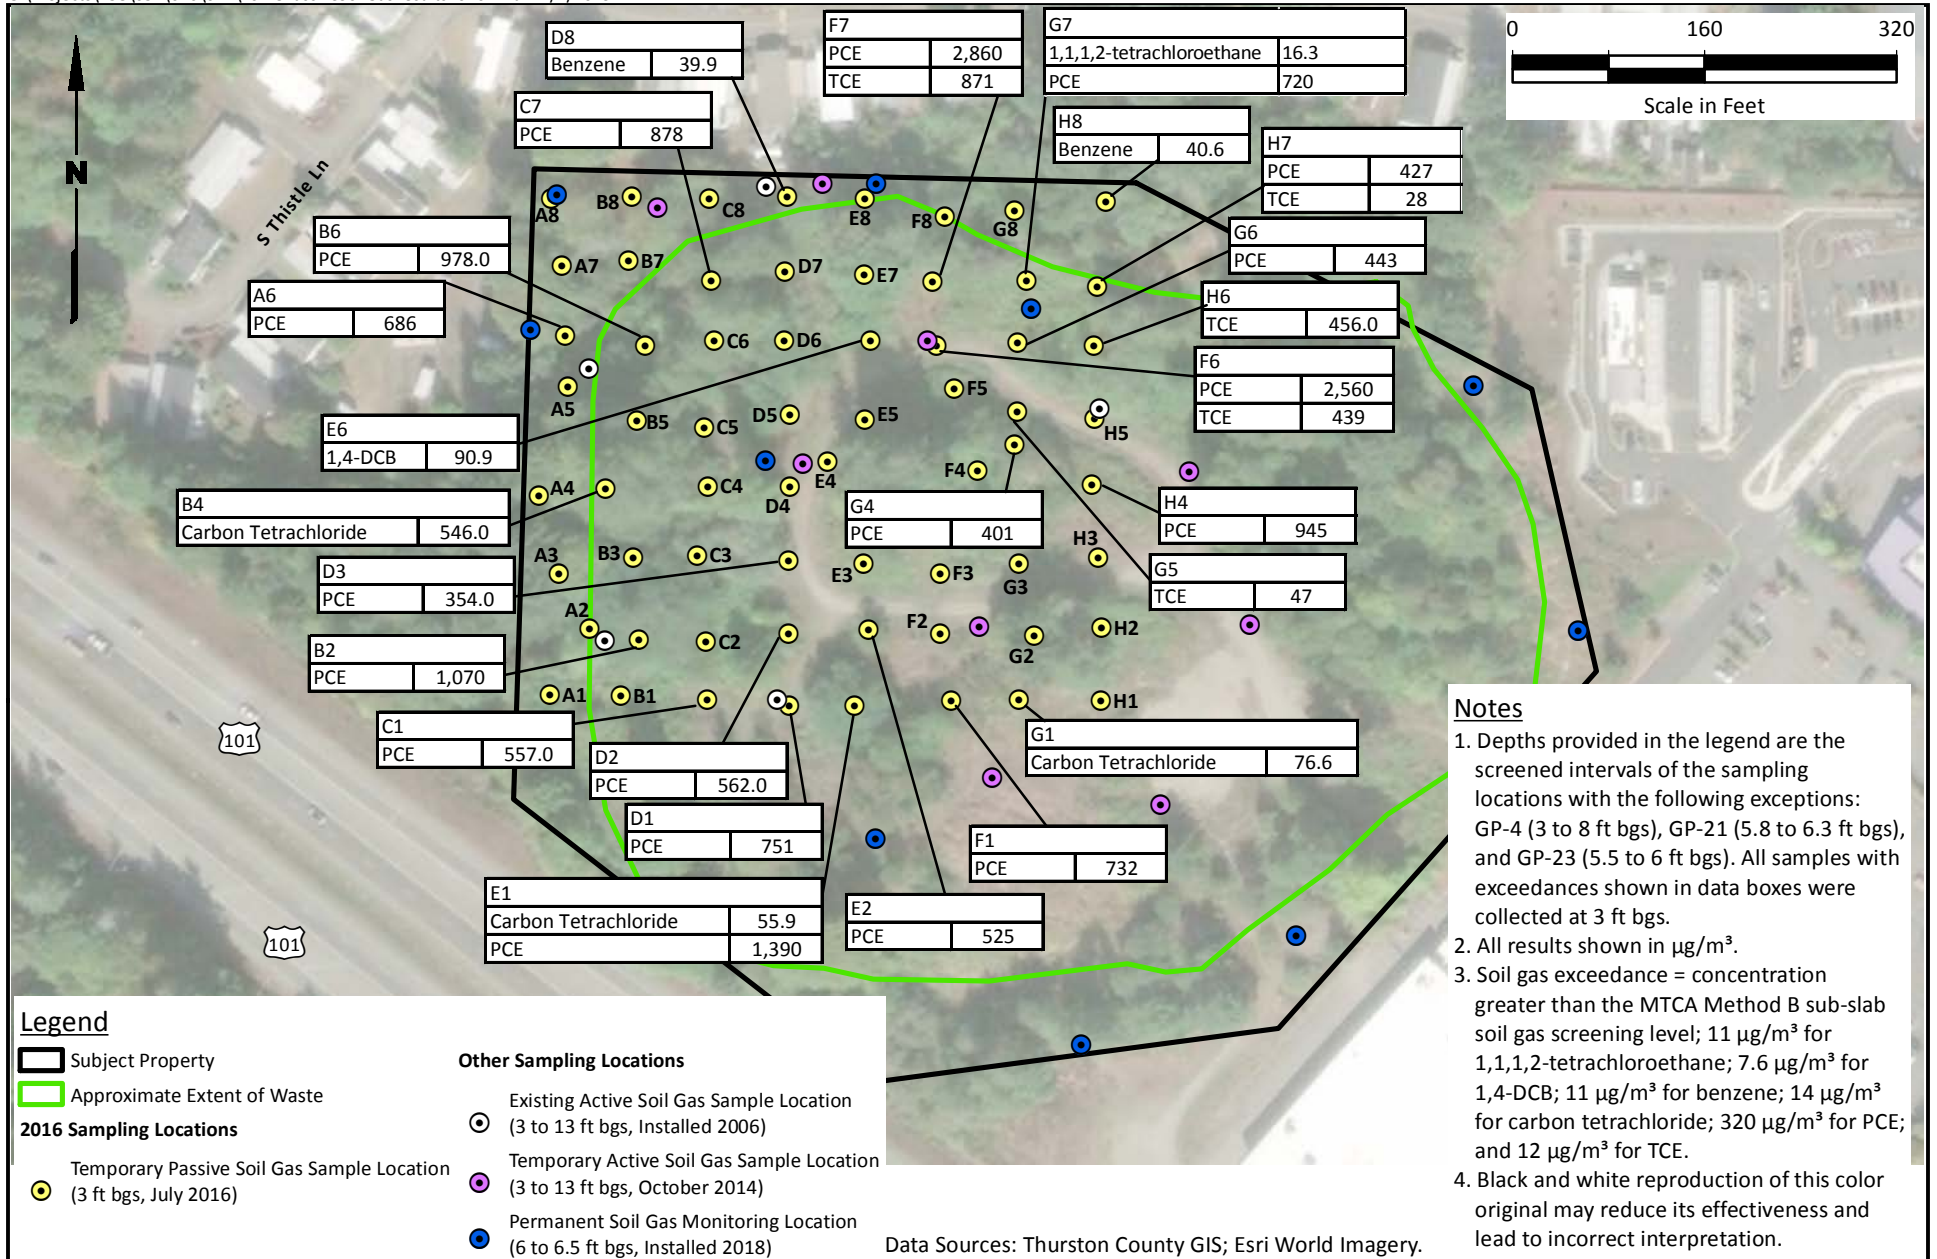 D8
Benzene 39.9
F7
PCE 2,860
TCE 871
G7
1,1,1,2-tetrachloroethane 16.3
PCE 720
0 160 320
Scale in Feet
C7
PCE 878
H8
Benzene 40.6
H7
PCE 427
TCE 28
N
S Thistle Ln
A8
B8
C8
E8
F8
G8
B6
PCE 978.0
G6
PCE 443
A7
B7
D7
E7
A6
PCE 686
H6
TCE 456.0
C6
D6
F6
PCE 2,560
TCE 439
A5
B5
C5
D5
E5
F5
H5
E6
1,4-DCB 90.9
A4
C4
D4
E4
F4
B4
Carbon Tetrachloride 546.0
G4
PCE 401
H4
PCE 945
A3
B3
C3
E3
F3
G3
H3
D3
PCE 354.0
G5
TCE 47
A2
C2
F2
G2
H2
B2
PCE 1,070
A1
B1
H1
C1
PCE 557.0
D2
PCE 562.0
G1
Carbon Tetrachloride 76.6
D1
PCE 751
F1
PCE 732
E1
Carbon Tetrachloride 55.9
PCE 1,390
E2
PCE 525
101
101
Notes
1. Depths provided in the legend are the
screened intervals of the sampling
locations with the following exceptions:
GP-4 (3 to 8 ft bgs), GP-21 (5.8 to 6.3 ft bgs),
and GP-23 (5.5 to 6 ft bgs). All samples with
exceedances shown in data boxes were
collected at 3 ft bgs.
2. All results shown in µg/m³.
3. Soil gas exceedance = concentration
greater than the MTCA Method B sub-slab
soil gas screening level; 11 µg/m³ for
1,1,1,2-tetrachloroethane; 7.6 µg/m³ for
1,4-DCB; 11 µg/m³ for benzene; 14 µg/m³
for carbon tetrachloride; 320 µg/m³ for PCE;
and 12 µg/m³ for TCE.
4. Black and white reproduction of this color
original may reduce its effectiveness and
lead to incorrect interpretation.
Legend
Subject Property
Approximate Extent of Waste
2016 Sampling Locations
Temporary Passive Soil Gas Sample Location
(3 ft bgs, July 2016)
Other Sampling Locations
Existing Active Soil Gas Sample Location
(3 to 13 ft bgs, Installed 2006)
Temporary Active Soil Gas Sample Location
(3 to 13 ft bgs, October 2014)
Permanent Soil Gas Monitoring Location
(6 to 6.5 ft bgs, Installed 2018)
Data Sources: Thurston County GIS; Esri World Imagery.